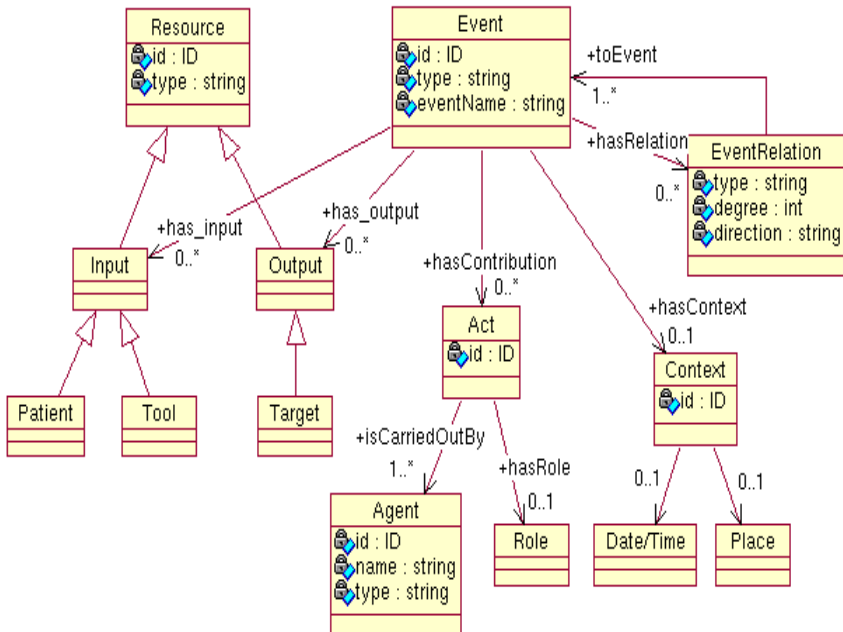 Resource
id : ID
type : string
Event
id : ID
type : string
eventName : string
+toEvent
1..*
+hasRelation
0..*
EventRelation
type : string
degree : int
direction : string
+has_input
0..*
+has_output
0..*
Input
Output
+hasContribution
0..*
+hasContext
0..1
Act
id : ID
Context
id : ID
Patient
Tool
Target
+isCarriedOutBy
1..*
+hasRole
0..1
0..1
0..1
Agent
id : ID
name : string
type : string
Role
Date/Time
Place